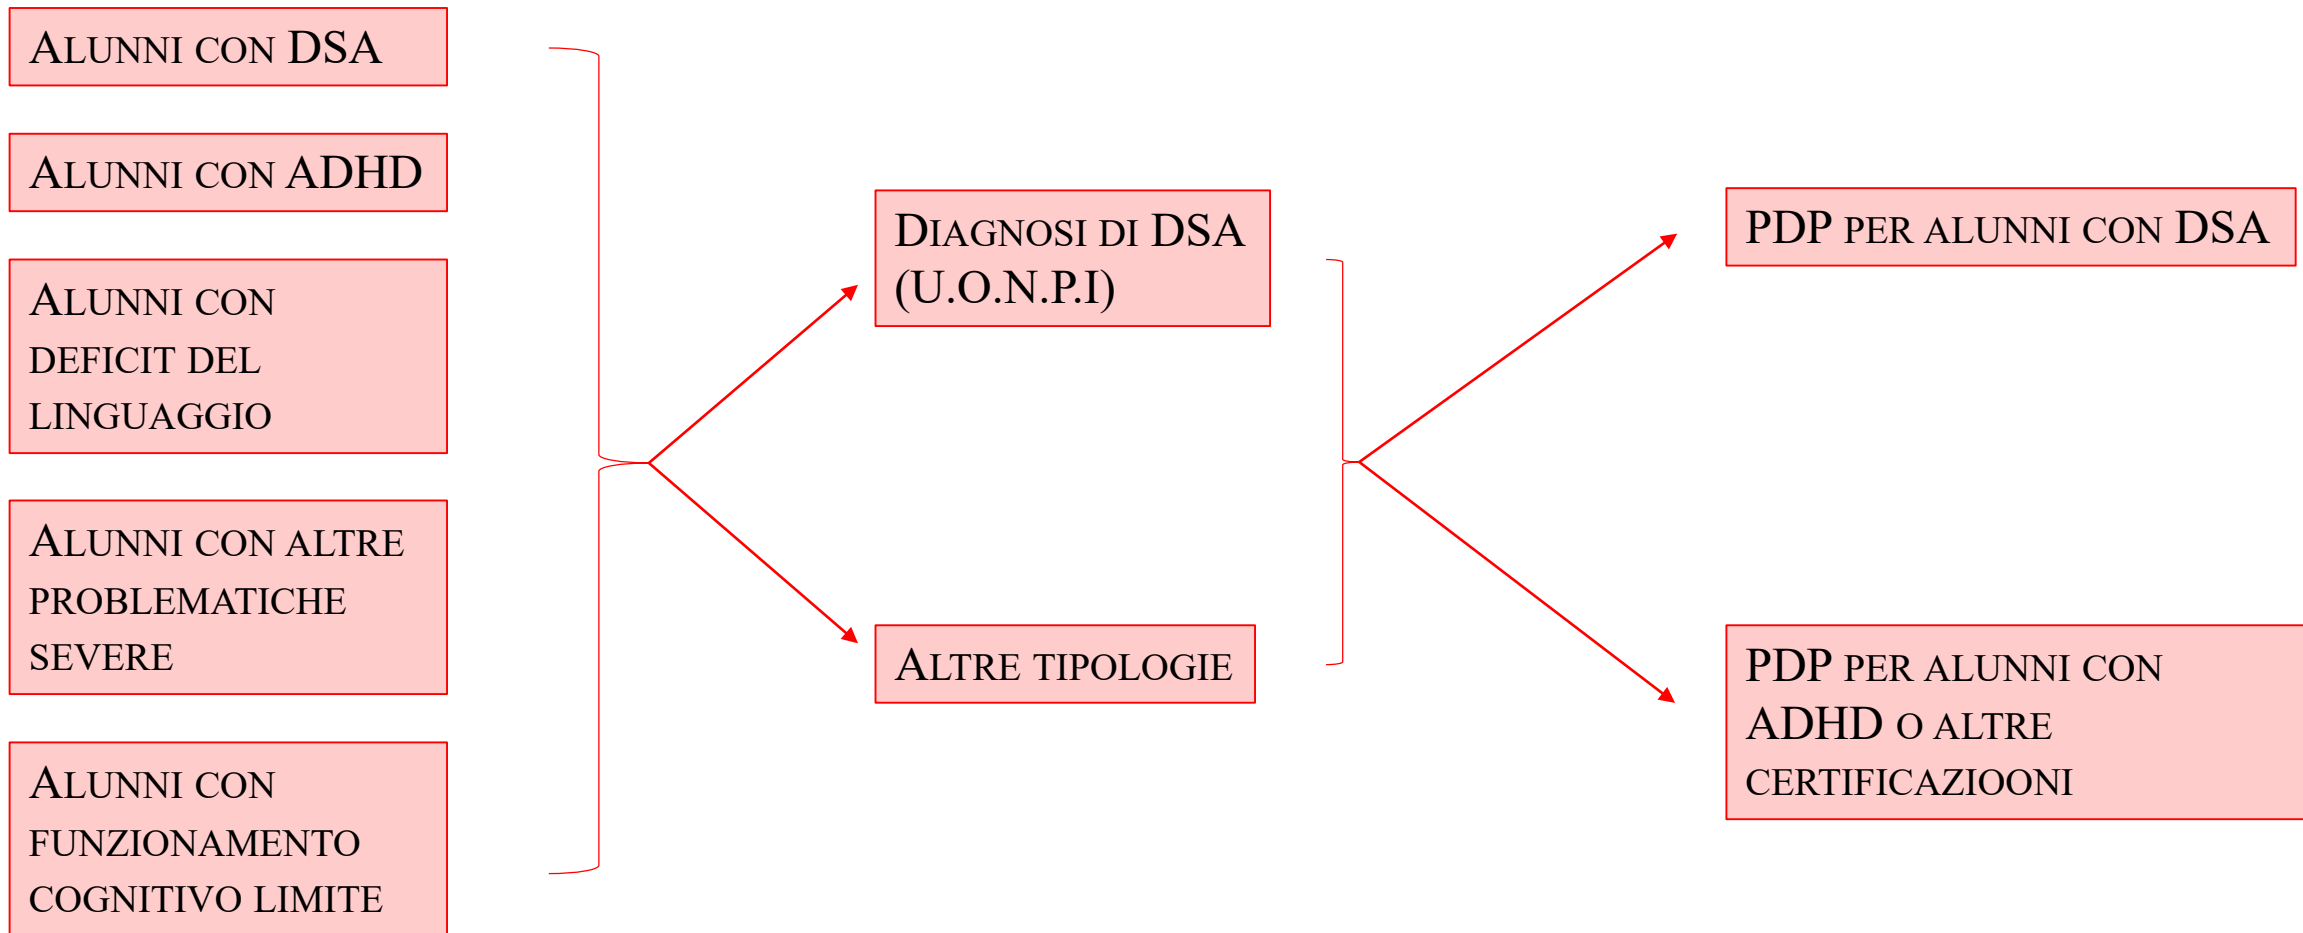 ALUNNI CON DSA
ALUNNI CON ADHD
ALUNNI CON
DEFICIT DEL
LINGUAGGIO
ALUNNI CON ALTRE
PROBLEMATICHE
SEVERE
ALUNNI CON
FUNZIONAMENTO
COGNITIVO LIMITE
DIAGNOSI DI DSA
(U.O.N.P.I)
ALTRE TIPOLOGIE
PDP PER ALUNNI CON DSA
PDP PER ALUNNI CON
ADHD O ALTRE
CERTIFICAZIOONI